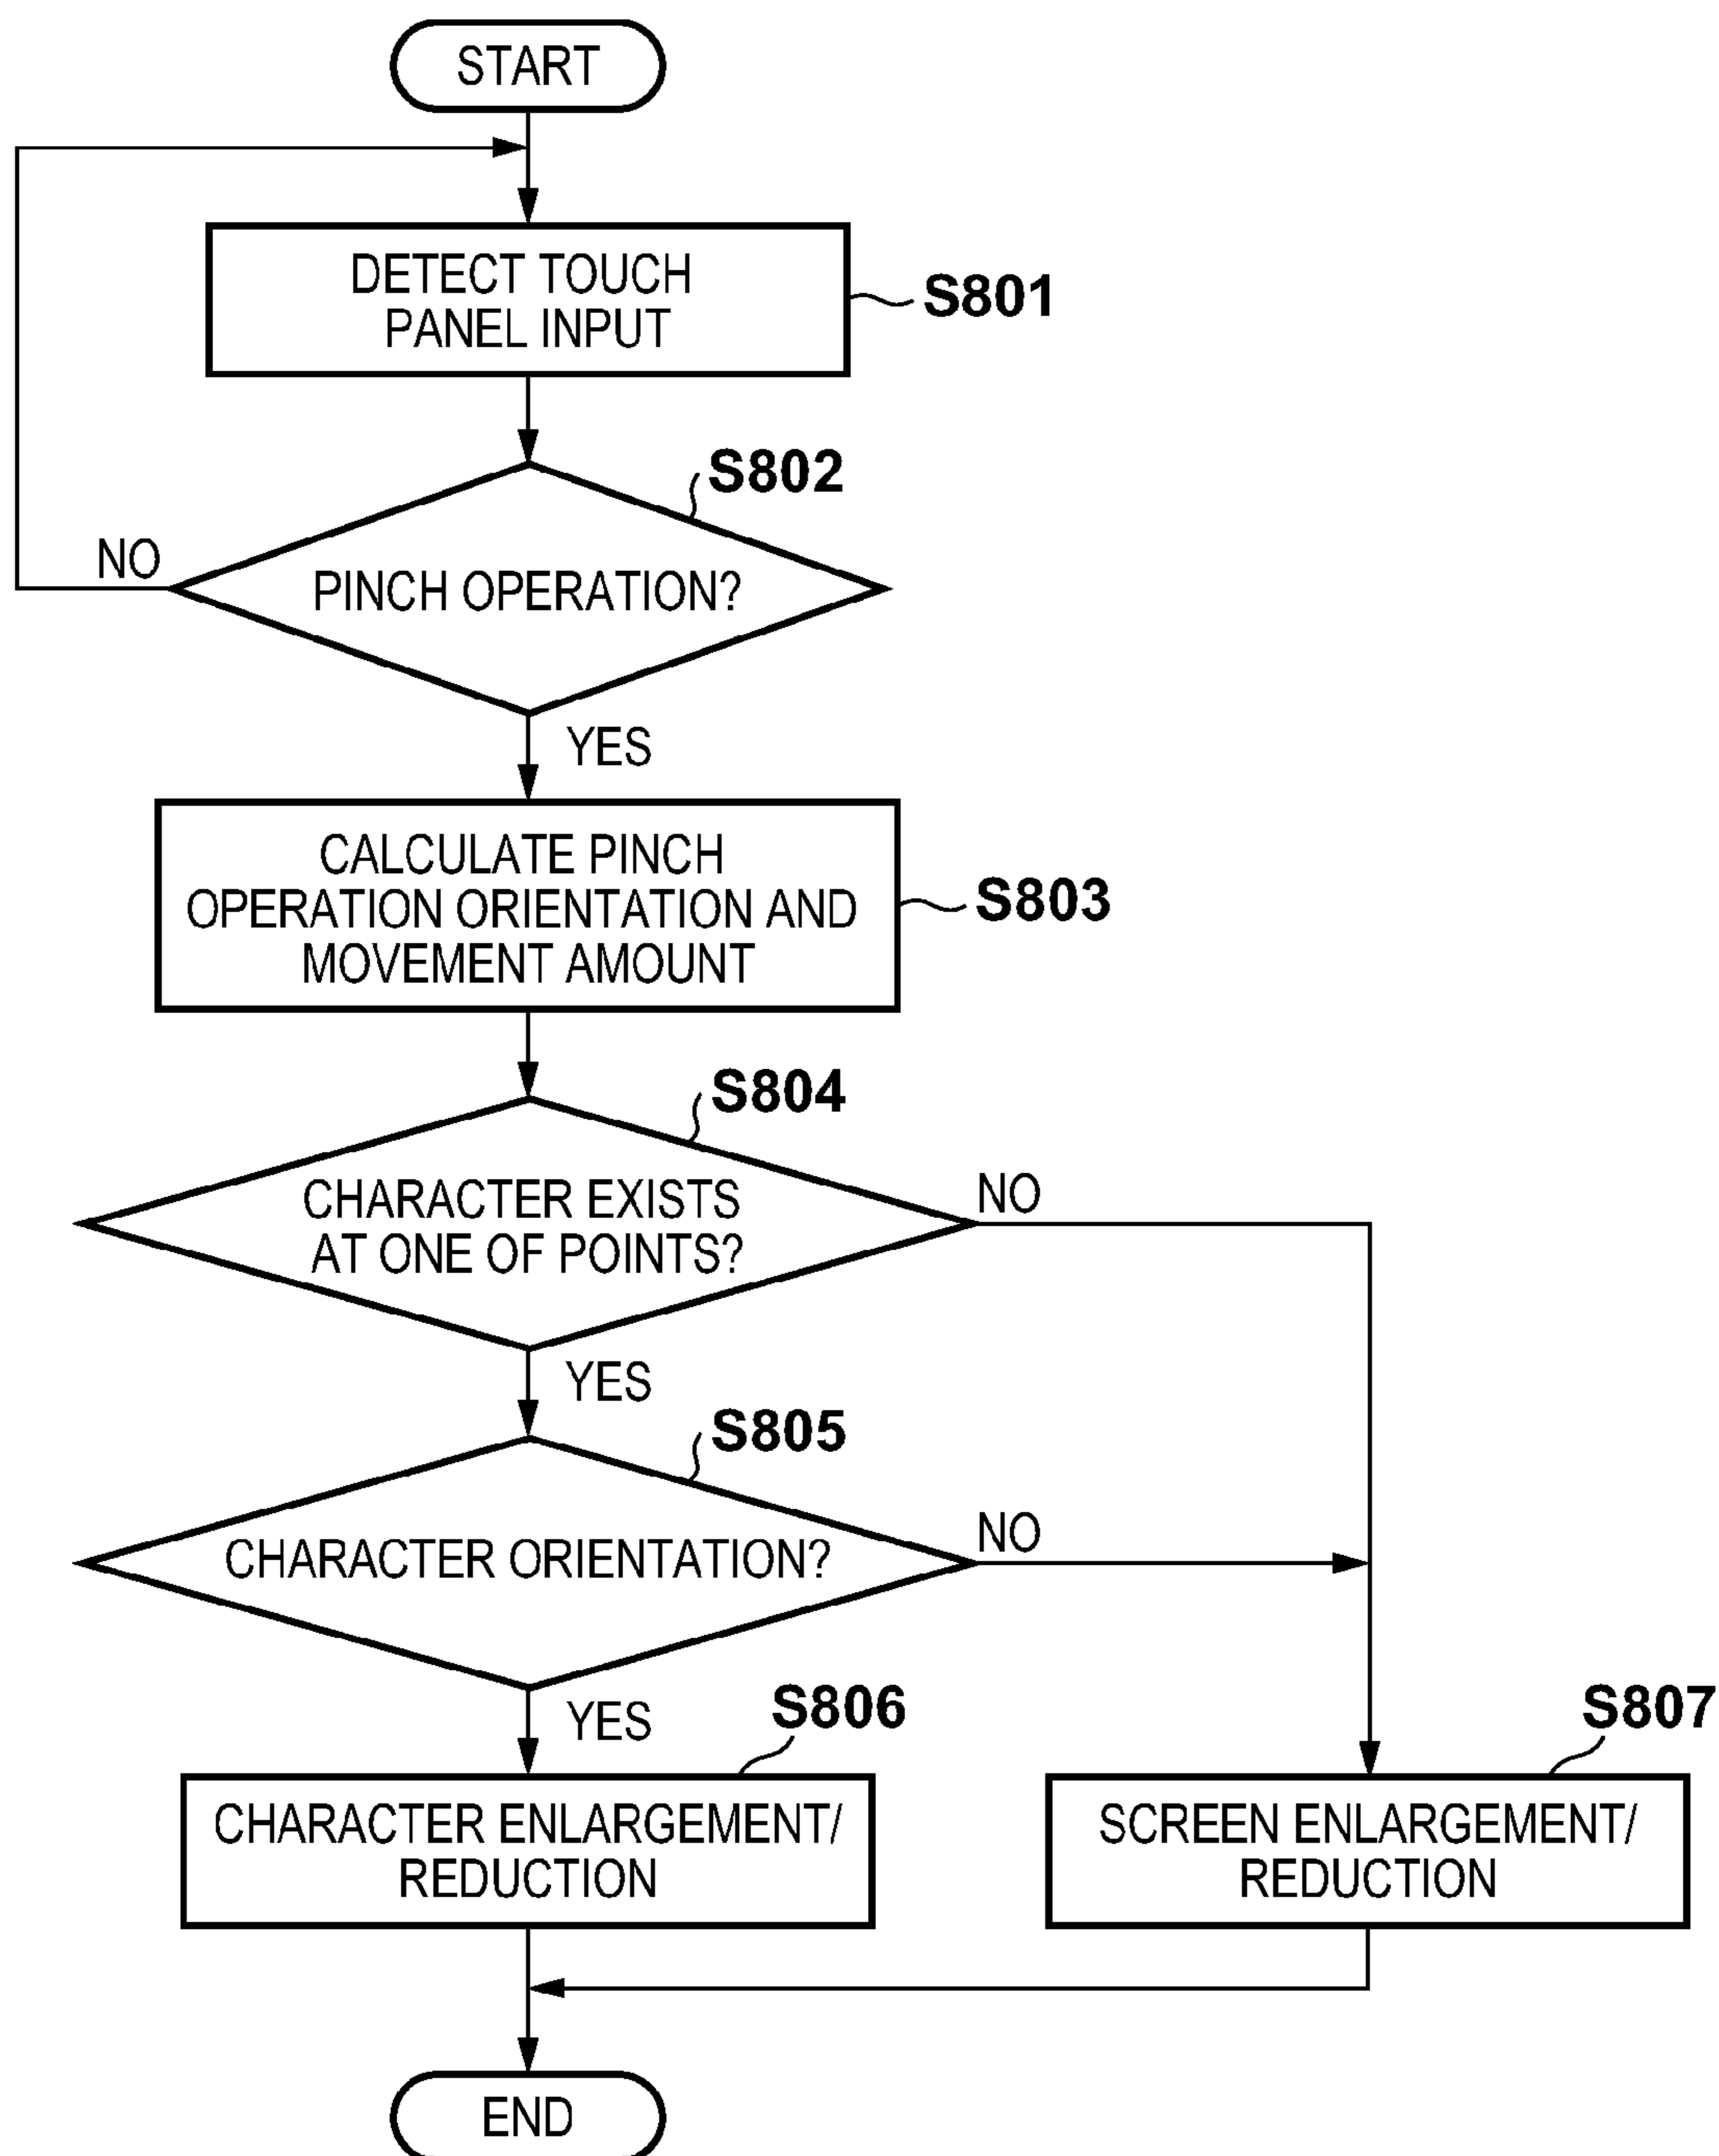 START
DETECT TOUCH
PANEL INPUT
S801
S802
NO
PINCH OPERATION?
YES
CALCULATE PINCH
OPERATION ORIENTATION AND
MOVEMENT AMOUNT
S803
S804
NO
CHARACTER EXISTS
AT ONE OF POINTS?
YES
S805
NO
CHARACTER ORIENTATION?
YES
S806
S807
CHARACTER ENLARGEMENT/
REDUCTION
SCREEN ENLARGEMENT/
REDUCTION
END